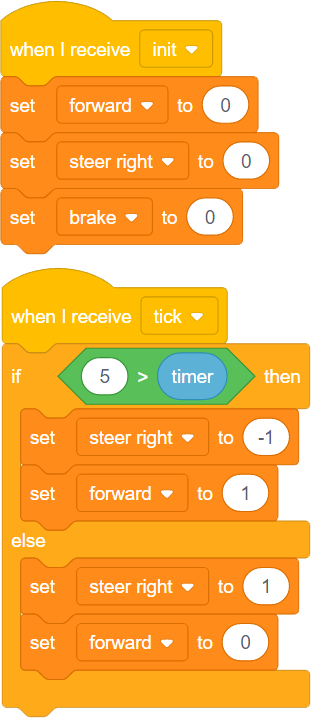 when I receive init
set forward to 0
set steer right to 0
set brake to 0
when I receive tick
if 5 > timer then
set steer right to -1
set forward to 1
else
set steer right to 1
set forward to 0